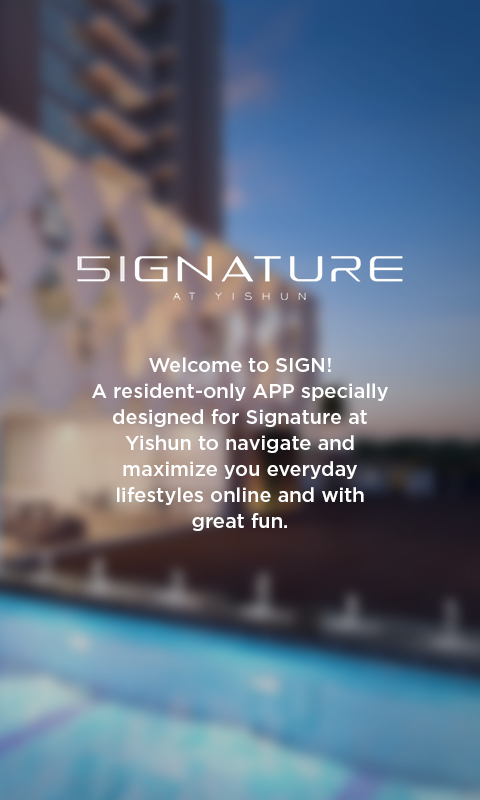 SIGNATURE
AT YISHUN
Welcome to SIGN!
A resident-only APP specially
designed for Signature at
Yishun to navigate and
maximize you everyday
lifestyles online and with
great fun.